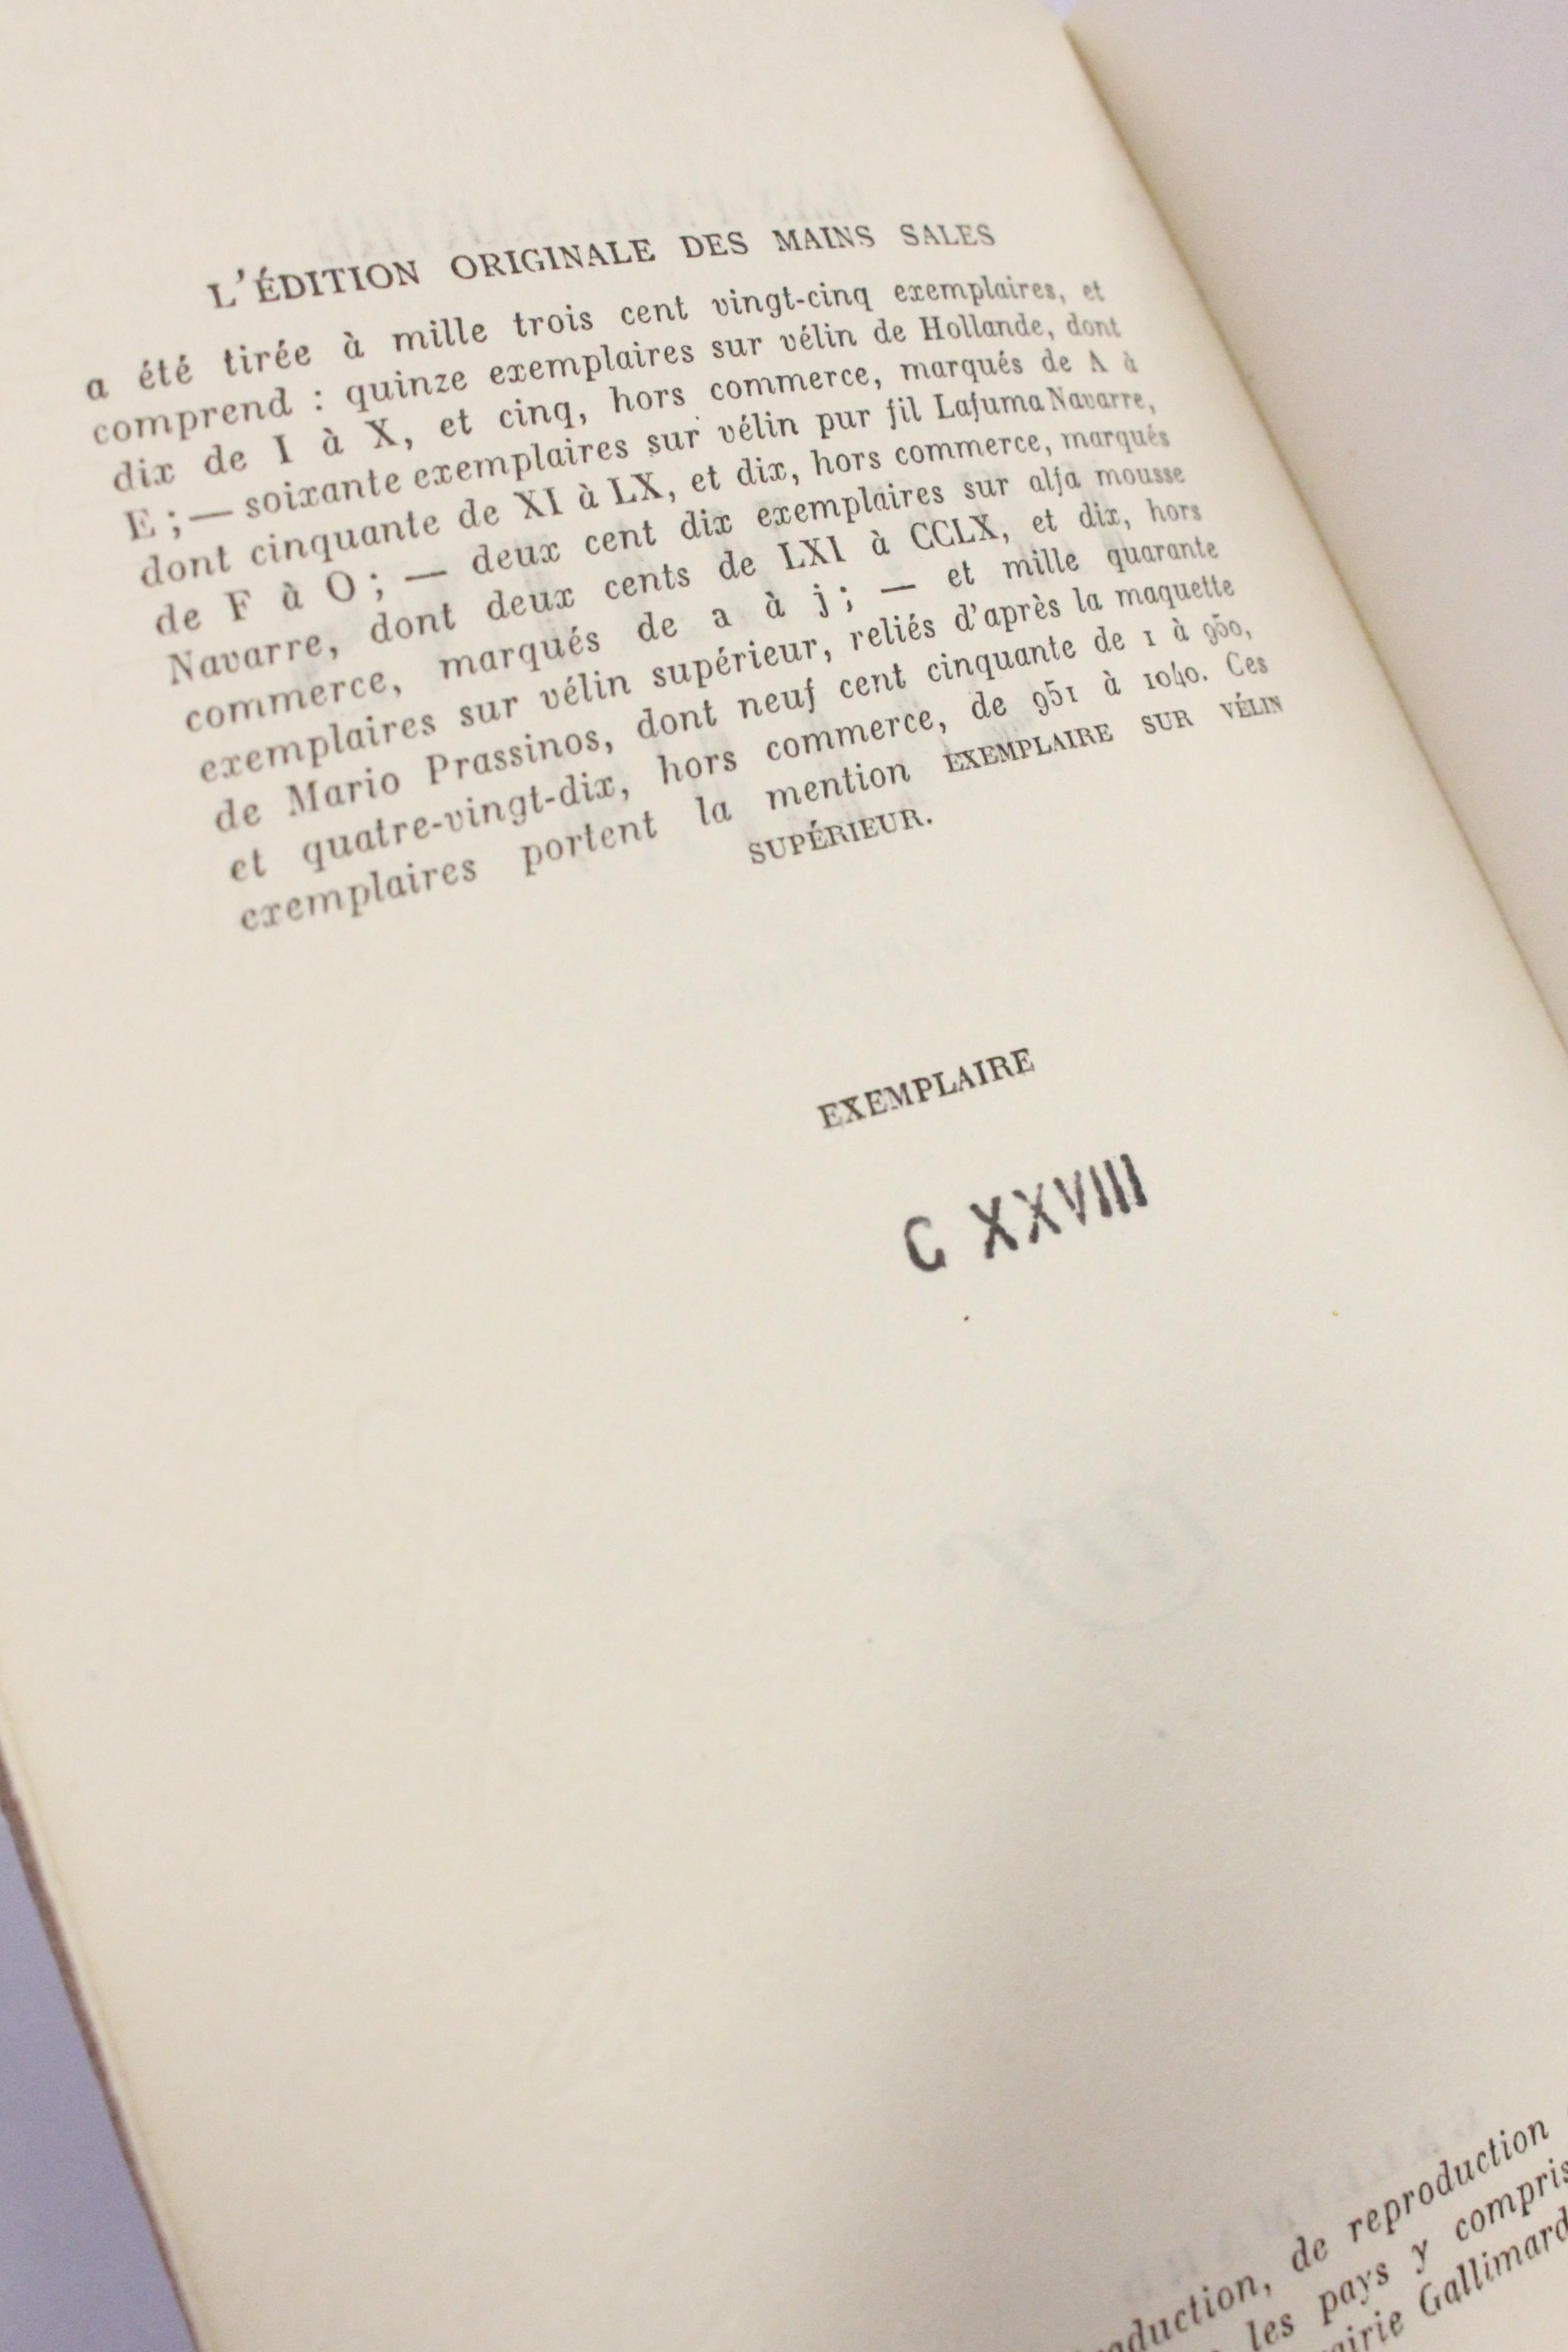 L'ÉDITION ORIGINALE DES MAINS SALES
a été tirée à mille trois cent vingt-cinq exemplaires, et
comprend : quinze exemplaires sur vélin de Hollande, dont
dix de I à X, et cinq, hors commerce, marqués de A à
E ; — soixante exemplaires sur vélin pur fil Lafuma Navarre,
dont cinquante de XI à LX, et dix, hors commerce, marqués
de F à O ; — deux cent dix exemplaires sur alfa mousse
Navarre, dont deux cents de LXI à CCLX, et dix, hors
commerce, marqués de a à j ; — et mille quarante
exemplaires sur vélin supérieur, reliés d'après la maquette
de Mario Prassinos, dont neuf cent cinquante de 1 à 950,
et quatre-vingt-dix, hors commerce, de 951 à 1040. Ces
exemplaires portent la mention EXEMPLAIRE SUR VÉLIN
SUPÉRIEUR.
EXEMPLAIRE
C XXVIII
oduction, de reproduction
les pays y compris
airie Gallimard